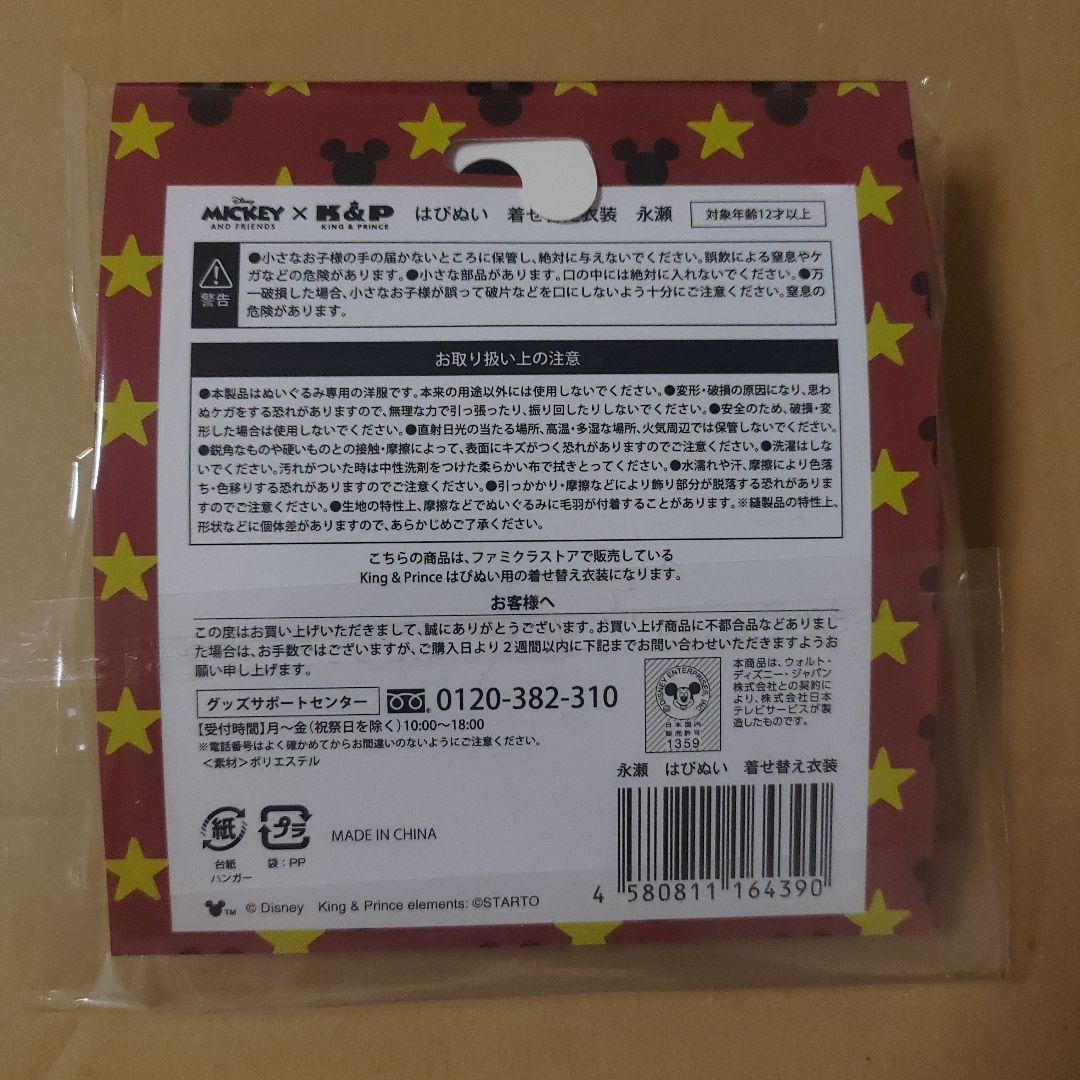 Disney
MICKEY × K&P はぴぬい 着せ替え衣装 永瀬 対象年齢12才以上
AND FRIENDS KING & PRINCE
警告
●小さなお子様の手の届かないところに保管し、絶対に与えないでください。誤飲による窒息やケ
ガなどの危険があります。●小さな部品があります。口の中には絶対に入れないでください。●万
一破損した場合、小さなお子様が誤って破片などを口にしないよう十分にご注意ください。窒息の
危険があります。
お取り扱い上の注意
●本製品はぬいぐるみ専用の洋服です。本来の用途以外には使用しないでください。●変形・破損の原因になり、思わ
ぬケガをする恐れがありますので、無理な力で引っ張ったり、振り回したりしないでください。●安全のため、破損・変
形した場合は使用しないでください。●直射日光の当たる場所、高温・多湿な場所、火気周辺では保管しないでください。
●鋭角なものや硬いものとの接触・摩擦によって、表面にキズがつく恐れがありますのでご注意ください。●洗濯はしな
いでください。汚れがついた時は中性洗剤をつけた柔らかい布で拭きとってください。●水濡れや汗、摩擦により色落
ち・色移りする恐れがありますのでご注意ください。●引っかかり・摩擦などにより飾り部分が脱落する恐れがありま
すのでご注意ください。●生地の特性上、摩擦などでぬいぐるみに毛羽が付着することがあります。※縫製品の特性上、
形状などに個体差がありますので、あらかじめご了承ください。
こちらの商品は、ファミクラストアで販売している
King & Prince はぴぬい用の着せ替え衣装になります。
お客様へ
この度はお買い上げいただきまして、誠にありがとうございます。お買い上げ商品に不都合品などありまし
た場合は、お手数ではございますが、ご購入日より2週間以内に下記までお問い合わせいただきますようお
願い申し上げます。
グッズサポートセンター 0120-382-310
【受付時間】月～金(祝祭日を除く)10:00～18:00
※電話番号はよく確かめてからお間違いのないようにご注意ください。
＜素材＞ポリエステル
©DISNEY ENTERPRISES, INC.
日本国内
販売許可
1359
本商品は、ウォルト・
ディズニー・ジャパン
株式会社との契約に
より、株式会社日本
テレビサービスが製
造したものです。
永瀬 はぴぬい 着せ替え衣装
紙
台紙
ハンガー
プラ
袋：PP
MADE IN CHINA
4 580811 164390
TM © Disney King & Prince elements: ©STARTO